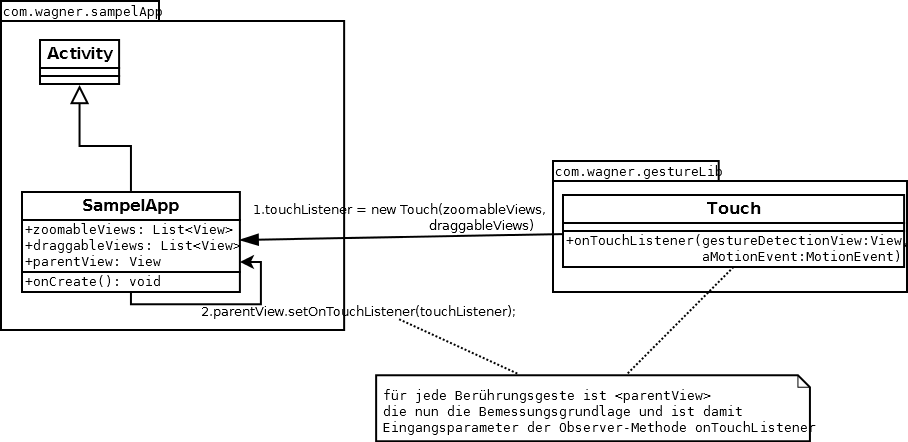 com.wagner.sampelApp
Activity
SampelApp
+zoomableViews: List<View>
+draggableViews: List<View>
+parentView: View
+onCreate(): void
1.touchListener = new Touch(zoomableViews,
draggableViews)
2.parentView.setOnTouchListener(touchListener);
com.wagner.gestureLib
Touch
+onTouchListener(gestureDetectionView:View,
aMotionEvent:MotionEvent)
für jede Berührungsgeste ist <parentView>
die nun die Bemessungsgrundlage und ist damit
Eingangsparameter der Observer-Methode onTouchListener